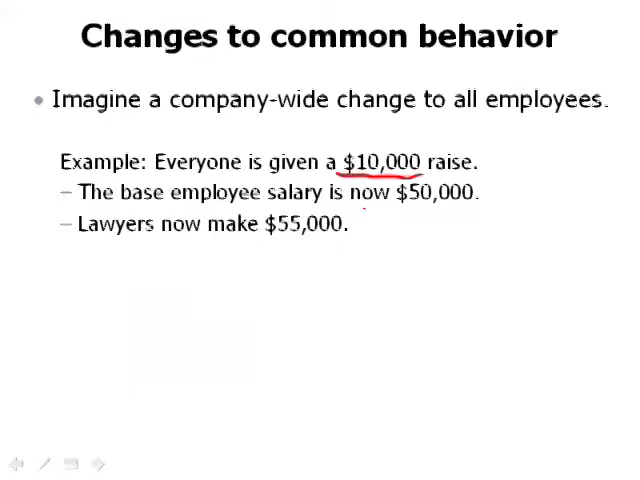 Changes to common behavior
• Imagine a company-wide change to all employees.
Example: Everyone is given a $10,000 raise.
– The base employee salary is now $50,000.
– Lawyers now make $55,000.